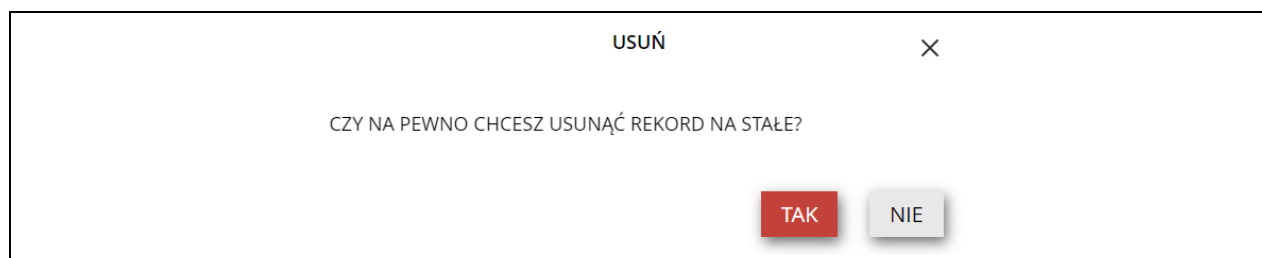 USUŃ
CZY NA PEWNO CHCESZ USUNĄĆ REKORD NA STAŁE?
TAK NIE